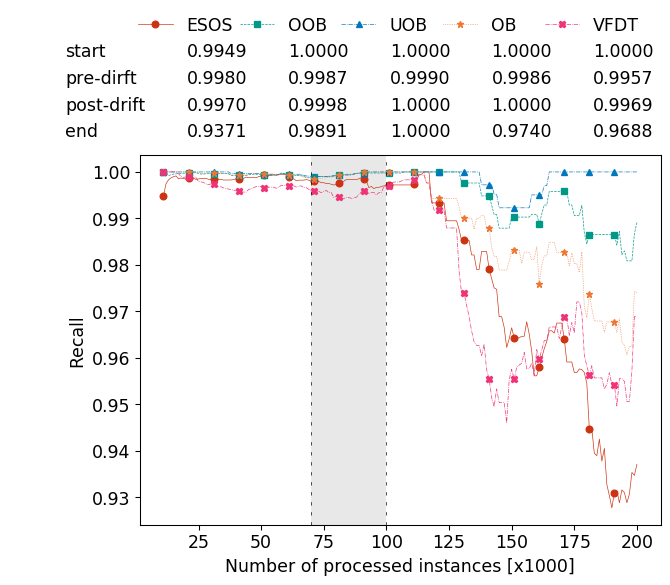 ESOS OOB UOB OB VFDT
start 0.9949 1.0000 1.0000 1.0000 1.0000
pre-dirft 0.9980 0.9987 0.9990 0.9986 0.9957
post-drift 0.9970 0.9998 1.0000 1.0000 0.9969
end 0.9371 0.9891 1.0000 0.9740 0.9688
1.00
0.99
0.98
0.97
0.96
0.95
0.94
0.93
Recall
25 50 75 100 125 150 175 200
Number of processed instances [x1000]